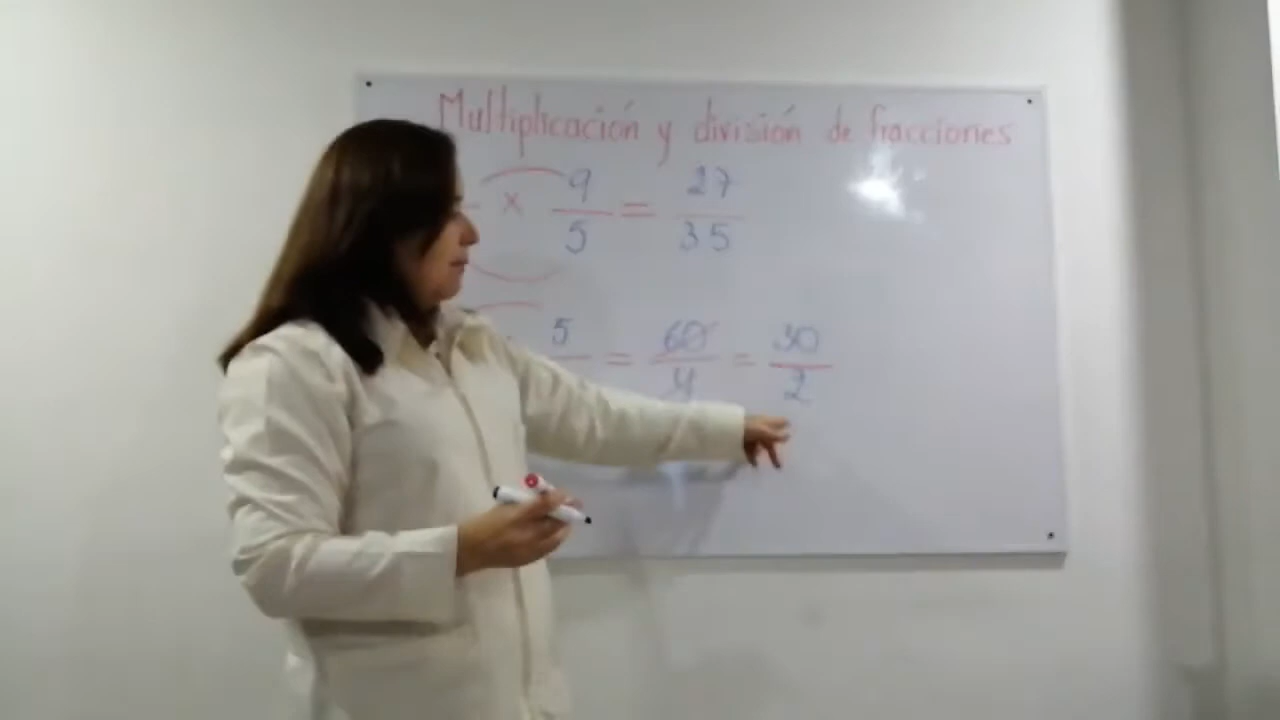 Multiplicación y división de fracciones
× 9/5 = 27/35
5 = 60/4 = 30/2